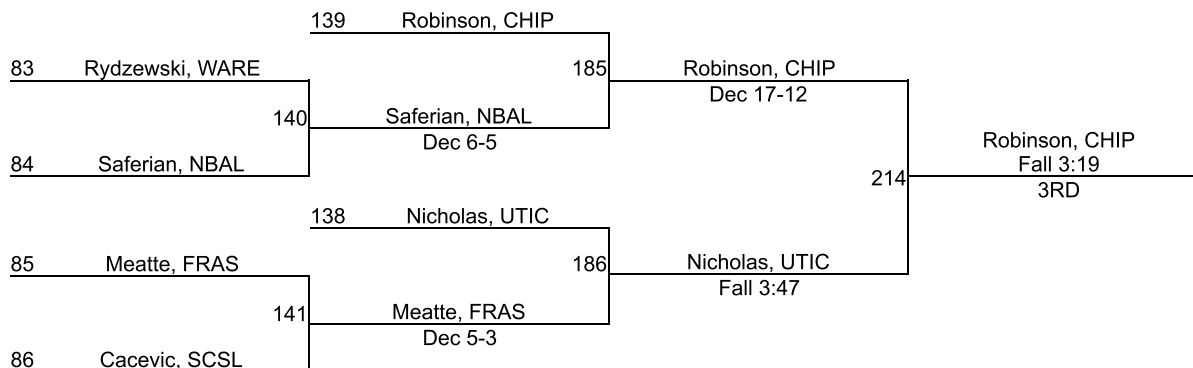 139 Robinson, CHIP
83 Rydzewski, WARE
185 Robinson, CHIP
Dec 17-12
140 Saferian, NBAL
Dec 6-5
84 Saferian, NBAL
Robinson, CHIP
Fall 3:19
214
3RD
138 Nicholas, UTIC
85 Meatte, FRAS
186 Nicholas, UTIC
Fall 3:47
141 Meatte, FRAS
Dec 5-3
86 Cacevic, SCSL